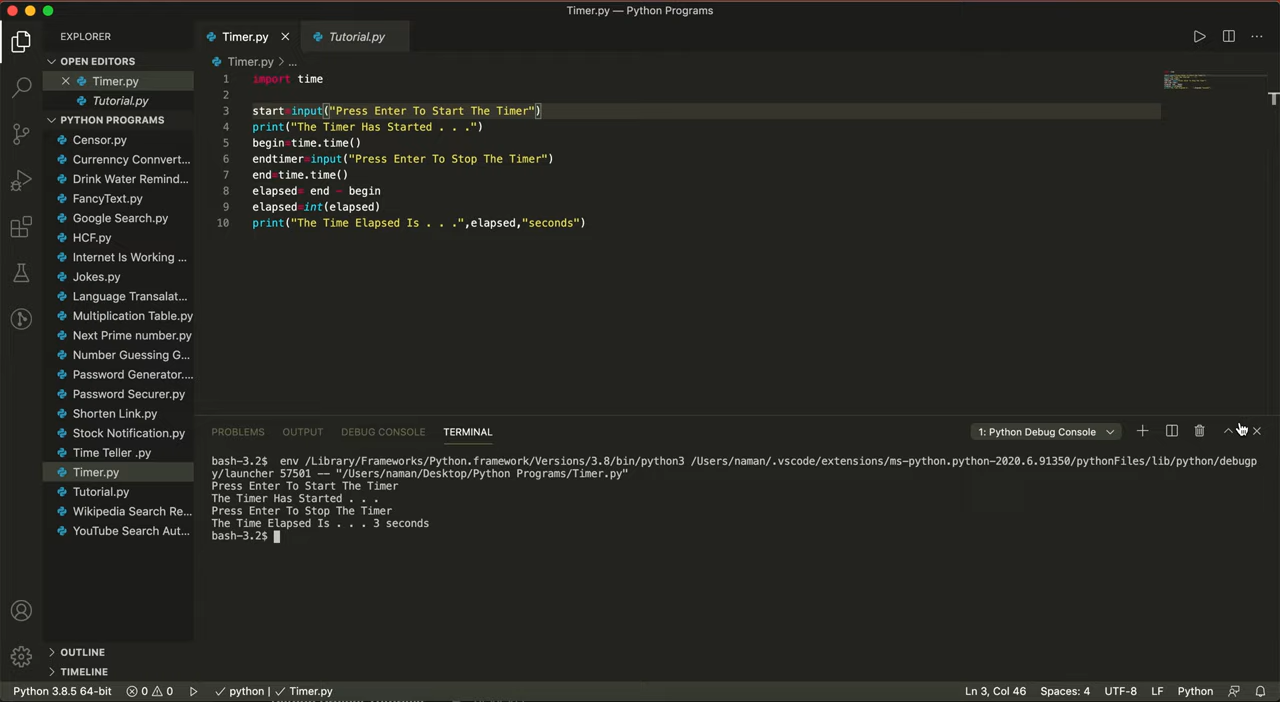 Timer.py — Python Programs
EXPLORER
OPEN EDITORS
Timer.py
Tutorial.py
PYTHON PROGRAMS
Censor.py
Currenncy Connvert...
Drink Water Remind...
FancyText.py
Google Search.py
HCF.py
Internet Is Working ...
Jokes.py
Language Transalat...
Multiplication Table.py
Next Prime number.py
Number Guessing G...
Password Generator....
Password Securer.py
Shorten Link.py
Stock Notification.py
Time Teller .py
Timer.py
Tutorial.py
Wikipedia Search Re...
YouTube Search Aut...
OUTLINE
TIMELINE
Timer.py
Tutorial.py
Timer.py > ...
1 import time
2
3 start=input("Press Enter To Start The Timer")
4 print("The Timer Has Started . . .")
5 begin=time.time()
6 endtimer=input("Press Enter To Stop The Timer")
7 end=time.time()
8 elapsed= end - begin
9 elapsed=int(elapsed)
10 print("The Time Elapsed Is . . .",elapsed,"seconds")
PROBLEMS OUTPUT DEBUG CONSOLE TERMINAL
1: Python Debug Console
bash-3.2$ env /Library/Frameworks/Python.framework/Versions/3.8/bin/python3 /Users/naman/.vscode/extensions/ms-python.python-2020.6.91350/pythonFiles/lib/python/debugp
y/launcher 57501 -- "/Users/naman/Desktop/Python Programs/Timer.py"
Press Enter To Start The Timer
The Timer Has Started . . .
Press Enter To Stop The Timer
The Time Elapsed Is . . . 3 seconds
bash-3.2$
Python 3.8.5 64-bit 0 0 python | Timer.py Ln 3, Col 46 Spaces: 4 UTF-8 LF Python